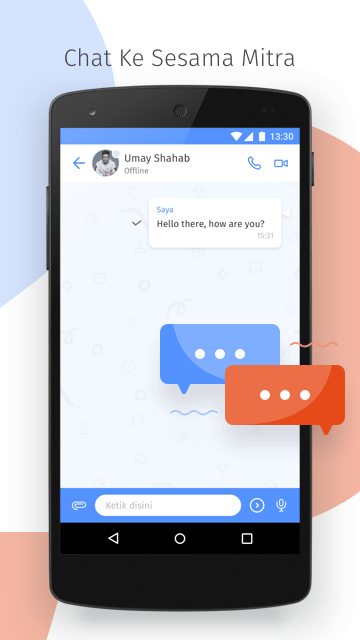 Chat Ke Sesama Mitra
13:30
Umay Shahab
Offline
Saya
Hello there, how are you?
15:31
Ketik disini